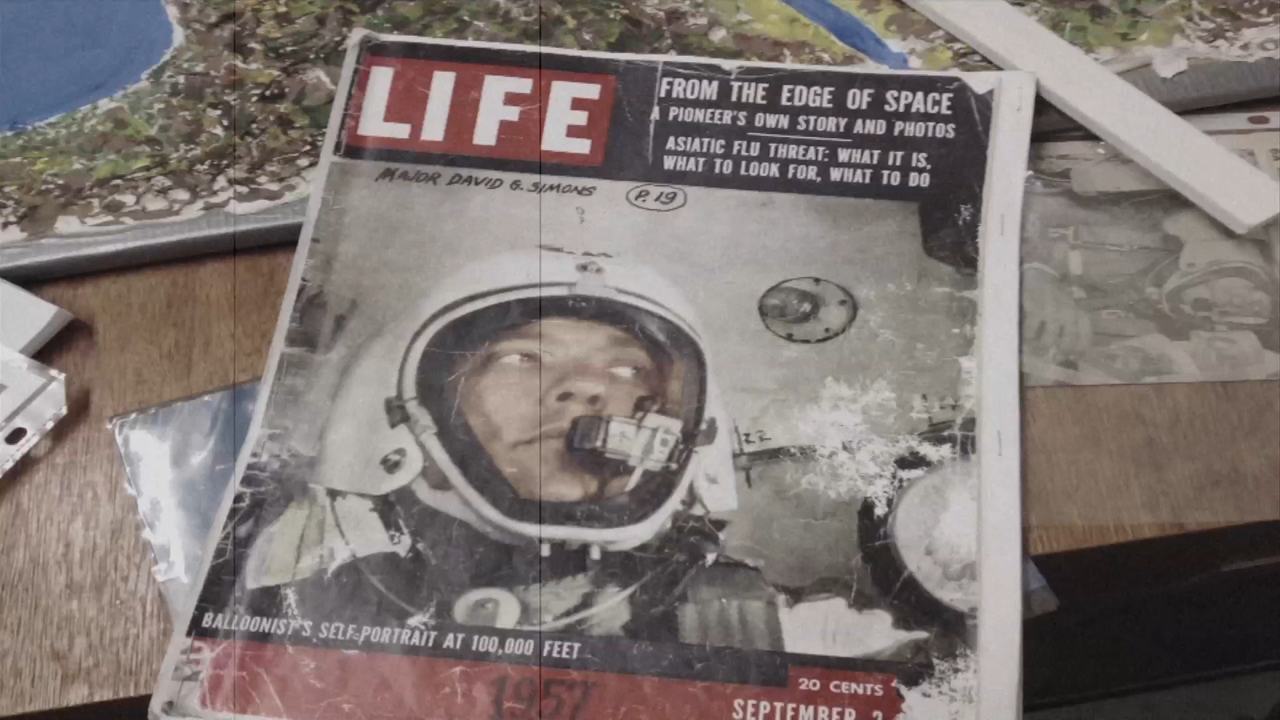 LIFE
FROM THE EDGE OF SPACE
A PIONEER'S OWN STORY AND PHOTOS
ASIATIC FLU THREAT: WHAT IT IS,
WHAT TO LOOK FOR, WHAT TO DO
MAJOR DAVID G. SIMONS P. 19
BALLOONIST'S SELF-PORTRAIT AT 100,000 FEET
1957
20 CENTS
SEPTEMBER 2